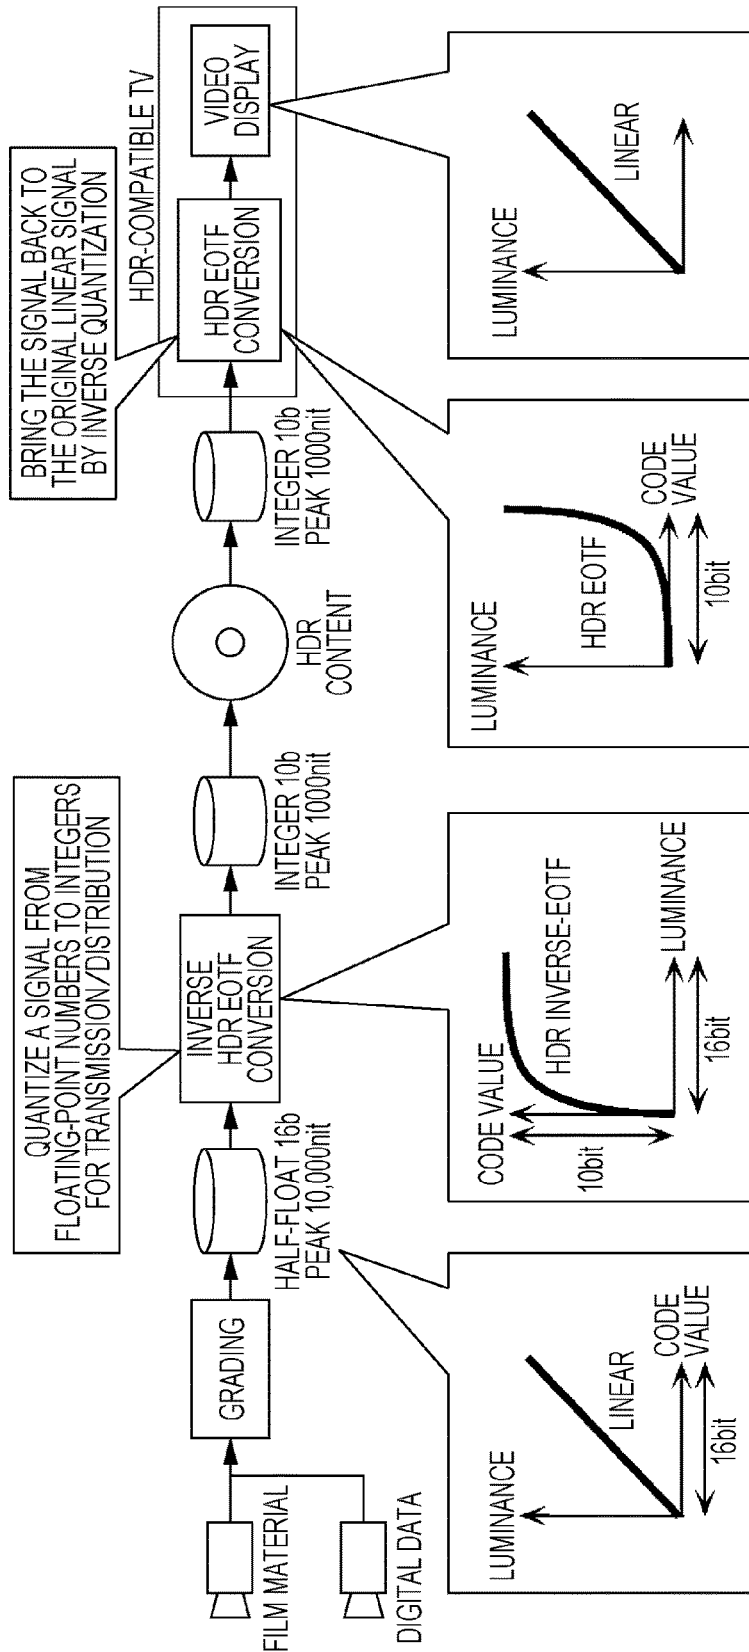 QUANTIZE A SIGNAL FROM
FLOATING-POINT NUMBERS TO INTEGERS
FOR TRANSMISSION/DISTRIBUTION
BRING THE SIGNAL BACK TO
THE ORIGINAL LINEAR SIGNAL
BY INVERSE QUANTIZATION
HDR-COMPATIBLE TV
FILM MATERIAL
DIGITAL DATA
GRADING
HALF-FLOAT 16b
PEAK 10,000nit
INVERSE
HDR EOTF
CONVERSION
INTEGER 10b
PEAK 1000nit
HDR
CONTENT
INTEGER 10b
PEAK 1000nit
HDR EOTF
CONVERSION
VIDEO
DISPLAY
LUMINANCE
LINEAR
CODE
VALUE
16bit
CODE VALUE
10bit
HDR INVERSE-EOTF
LUMINANCE
16bit
LUMINANCE
HDR EOTF
CODE
VALUE
10bit
LUMINANCE
LINEAR